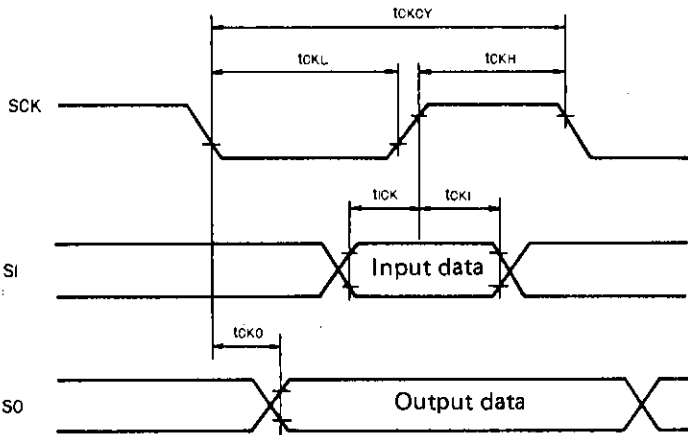 tCKCY
tCKL
tCKH
SCK
tICK
tCKI
SI
Input data
tCKO
SO
Output data